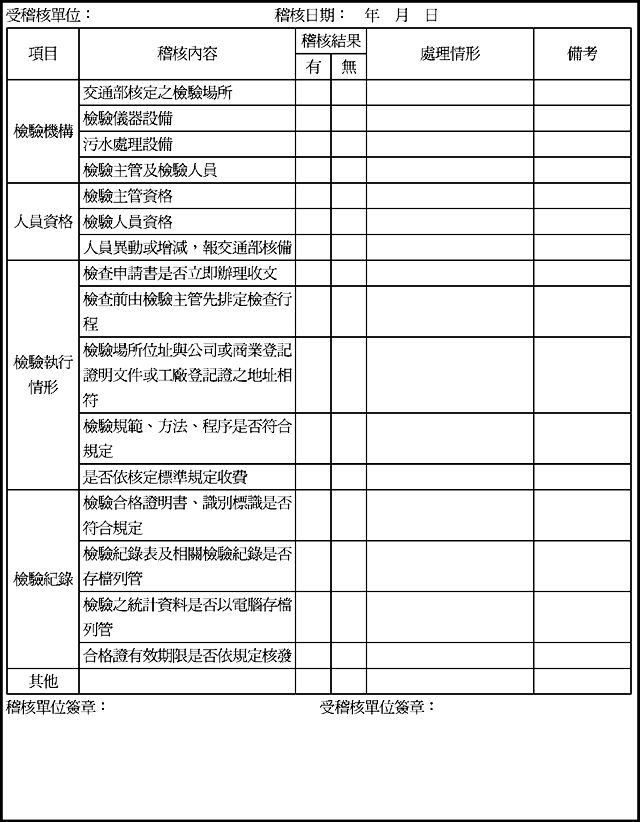 受稽核單位： 稽核日期： 年 月 日
項目 稽核內容 稽核結果 處理情形 備考
有 無
檢驗機構
交通部核定之檢驗場所
檢驗儀器設備
污水處理設備
檢驗主管及檢驗人員
人員資格
檢驗主管資格
檢驗人員資格
人員異動或增減，報交通部核備
檢驗執行
情形
檢查申請書是否立即辦理收文
檢查前由檢驗主管先排定檢查行
程
檢驗場所位址與公司或商業登記
證明文件或工廠登記證之地址相
符
檢驗規範、方法、程序是否符合
規定
是否依核定標準規定收費
檢驗紀錄
檢驗合格證明書、識別標識是否
符合規定
檢驗紀錄表及相關檢驗紀錄是否
存檔列管
檢驗之統計資料是否以電腦存檔
列管
合格證有效期限是否依規定核發
其他
稽核單位簽章： 受稽核單位簽章：